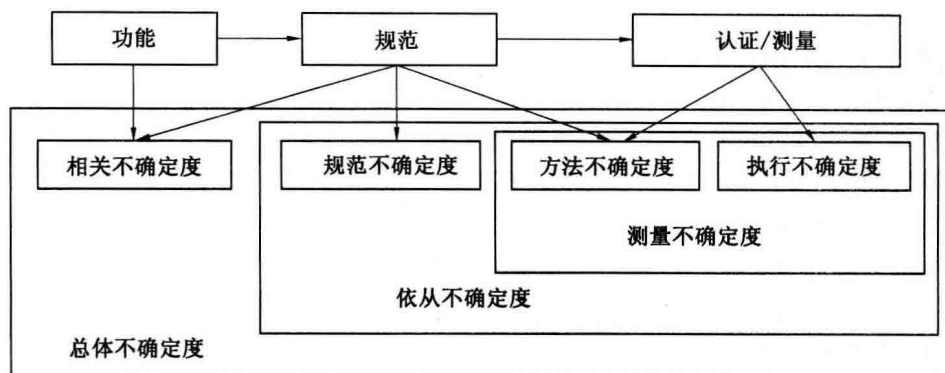 功能
规范
认证/测量
相关不确定度
规范不确定度
方法不确定度
执行不确定度
测量不确定度
依从不确定度
总体不确定度